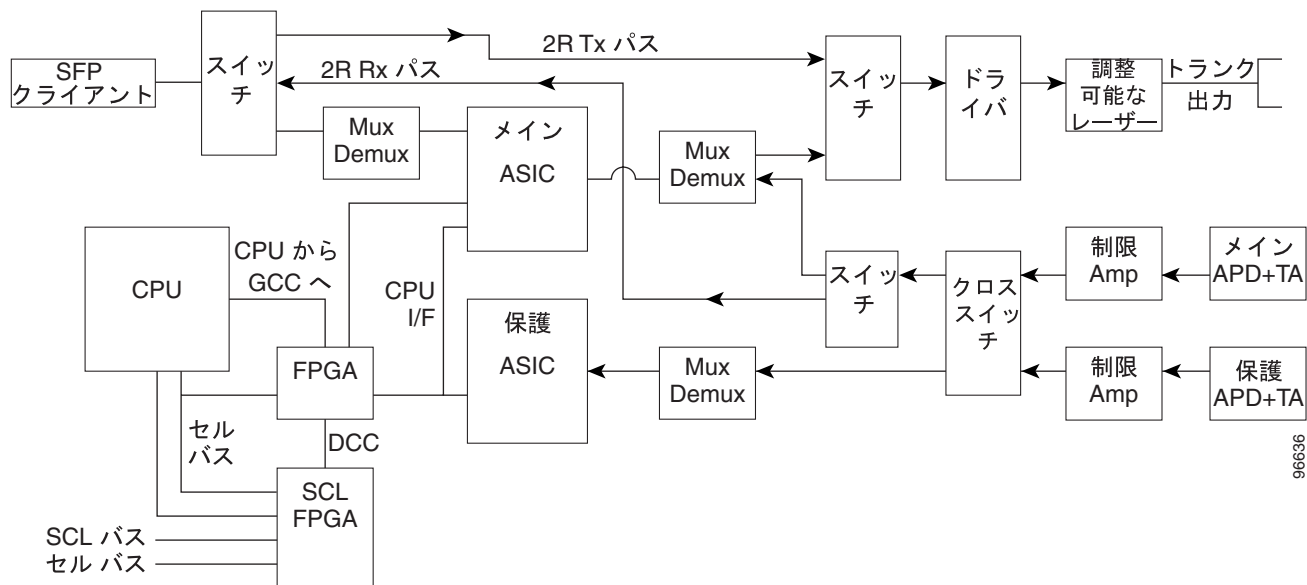 SFP
クライアント
スイッ
チ
2R Tx パス
2R Rx パス
Mux
Demux
メイン
ASIC
Mux
Demux
スイッ
チ
ドラ
イバ
調整
可能な
レーザー
トランク
出力
CPU
CPU から
GCC へ
CPU
I/F
FPGA
保護
ASIC
Mux
Demux
スイッ
チ
クロス
スイッ
チ
制限
Amp
メイン
APD+TA
制限
Amp
保護
APD+TA
セル
バス
DCC
SCL
FPGA
SCL バス
セル バス
96636